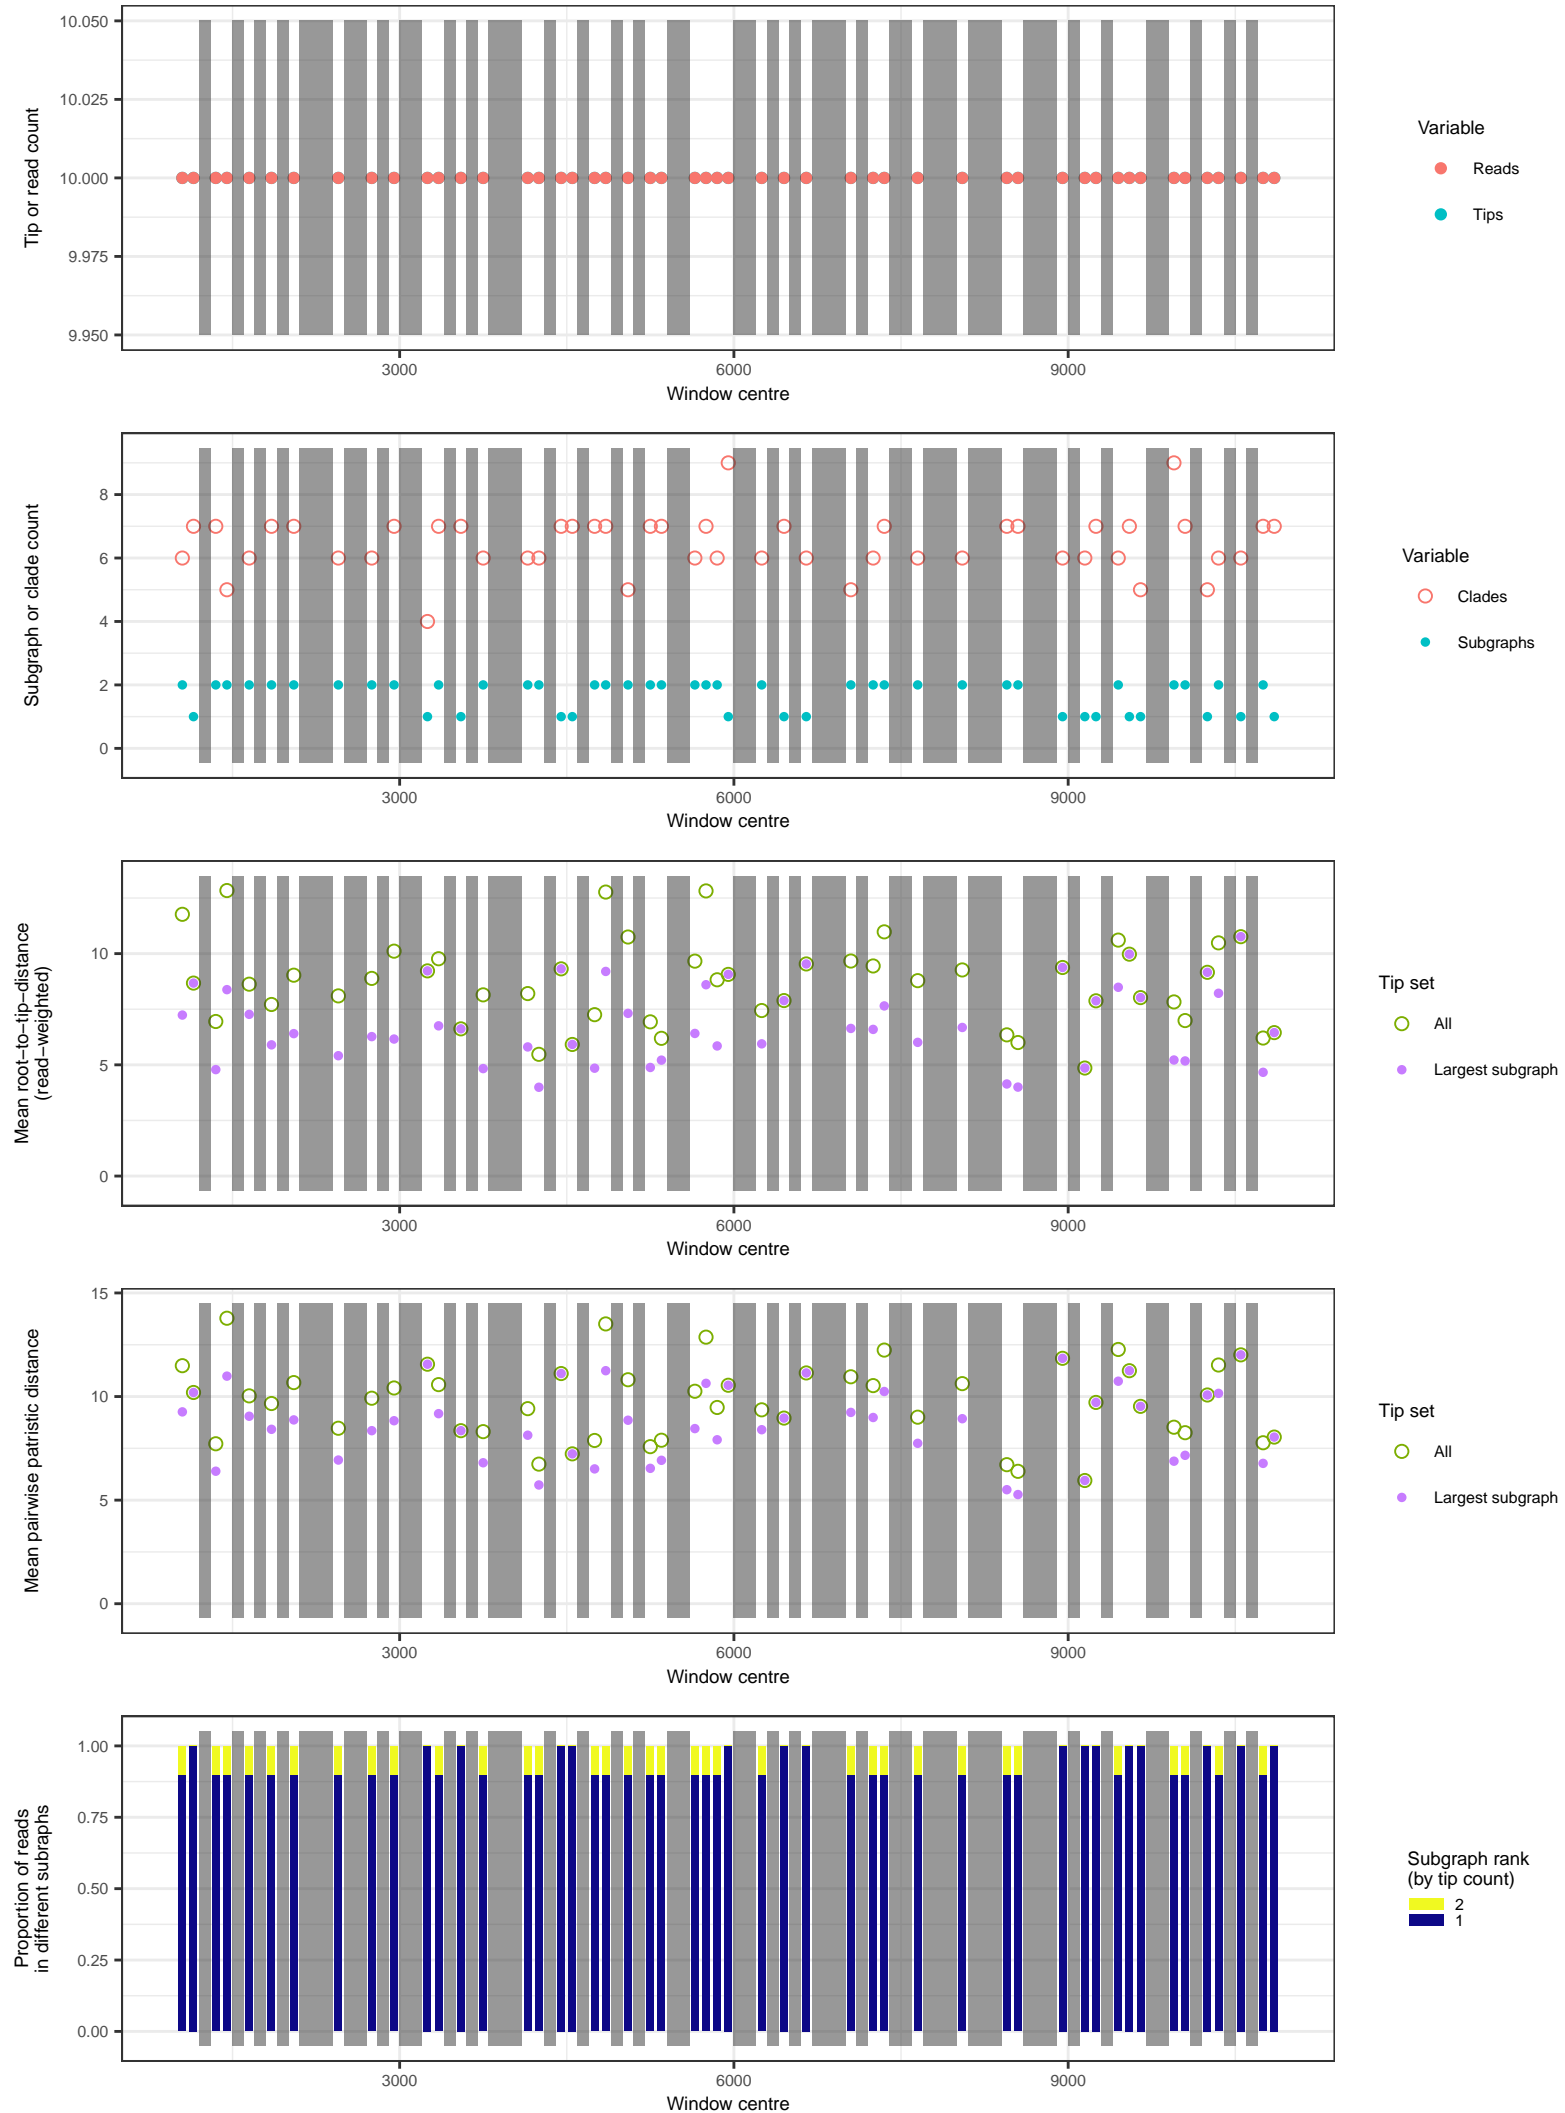 10.050
10.025
10.000
9.975
9.950
Tip or read count
3000
6000
9000
Window centre
Variable
Reads
Tips
8
6
4
2
0
Subgraph or clade count
3000
6000
9000
Window centre
Variable
Clades
Subgraphs
10
5
0
Mean root−to−tip−distance
(read−weighted)
3000
6000
9000
Window centre
Tip set
All
Largest subgraph
15
10
5
0
Mean pairwise patristic distance
3000
6000
9000
Window centre
Tip set
All
Largest subgraph
1.00
0.75
0.50
0.25
0.00
Proportion of reads
in different subraphs
3000
6000
9000
Window centre
Subgraph rank
(by tip count)
2
1